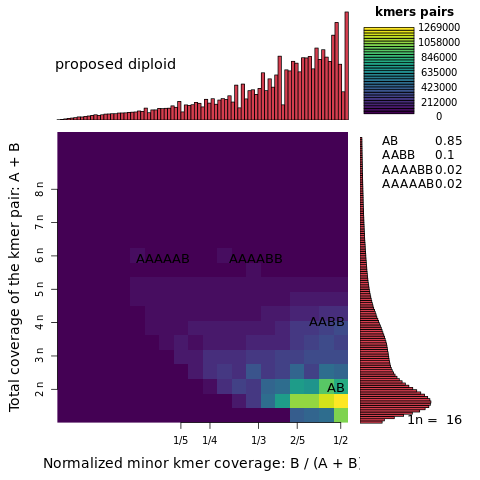 kmers pairs
1269000
1058000
846000
635000
423000
212000
0
proposed diploid
AB 0.85
AABB 0.1
AAAABB 0.02
AAAAAB 0.02
Total coverage of the kmer pair: A + B
8 n
7 n
6 n
5 n
4 n
3 n
2 n
AAAAAB
AAAABB
AABB
AB
1n = 16
1/5
1/4
1/3
2/5
1/2
Normalized minor kmer coverage: B / (A + B